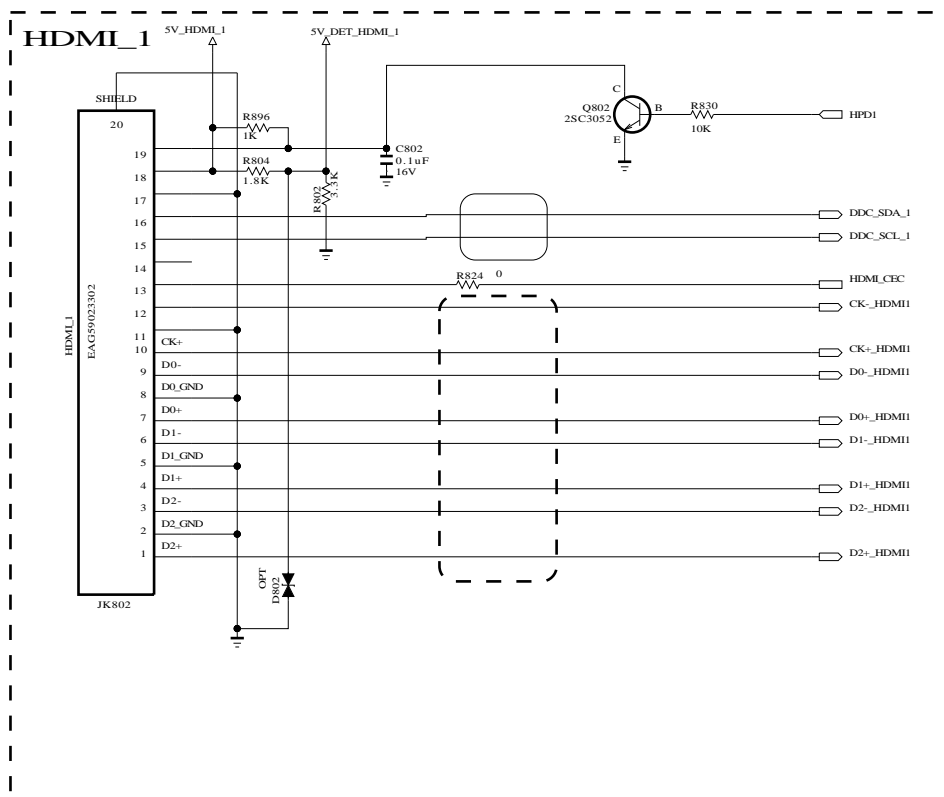 HDMI_1
5V_HDMI_1
5V_DET_HDMI_1
SHIELD
20
R896
1K
C
Q802
2SC3052
B
R830
10K
HPD1
E
19
C802
0.1uF
16V
18
R804
1.8K
R802
3.3K
17
16
DDC_SDA_1
15
DDC_SCL_1
14
R824
0
13
HDMI_CEC
12
CK-_HDMI1
HDMI_1
EAG59023302
11
CK+
10
CK+_HDMI1
D0-
9
D0-_HDMI1
D0_GND
8
D0+
7
D0+_HDMI1
D1-
6
D1-_HDMI1
D1_GND
5
D1+
4
D1+_HDMI1
D2-
3
D2-_HDMI1
D2_GND
2
D2+
1
D2+_HDMI1
OPT
D802
JK802